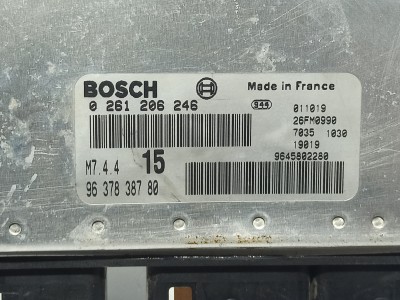 BOSCH Made in France
0 261 206 246 944 011019
26FM0990
7035 1030
19019
M7.4.4 15 9645802280
96 378 387 80